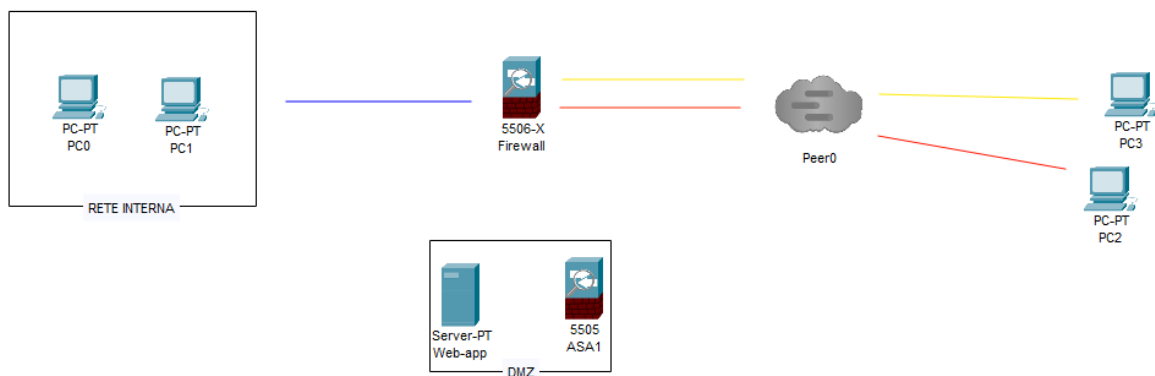 PC-PT
PC0
PC-PT
PC1
RETE INTERNA
5506-X
Firewall
Peer0
PC-PT
PC3
PC-PT
PC2
Server-PT
Web-app
5505
ASA1
DMZ